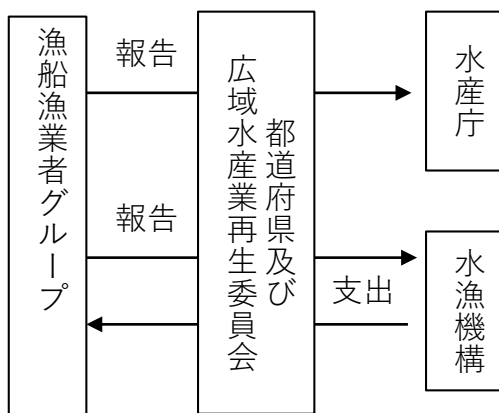 漁船漁業者グループ
報告
報告
都道府県及び
広域水産業再生委員会
支出
水産庁
水漁機構